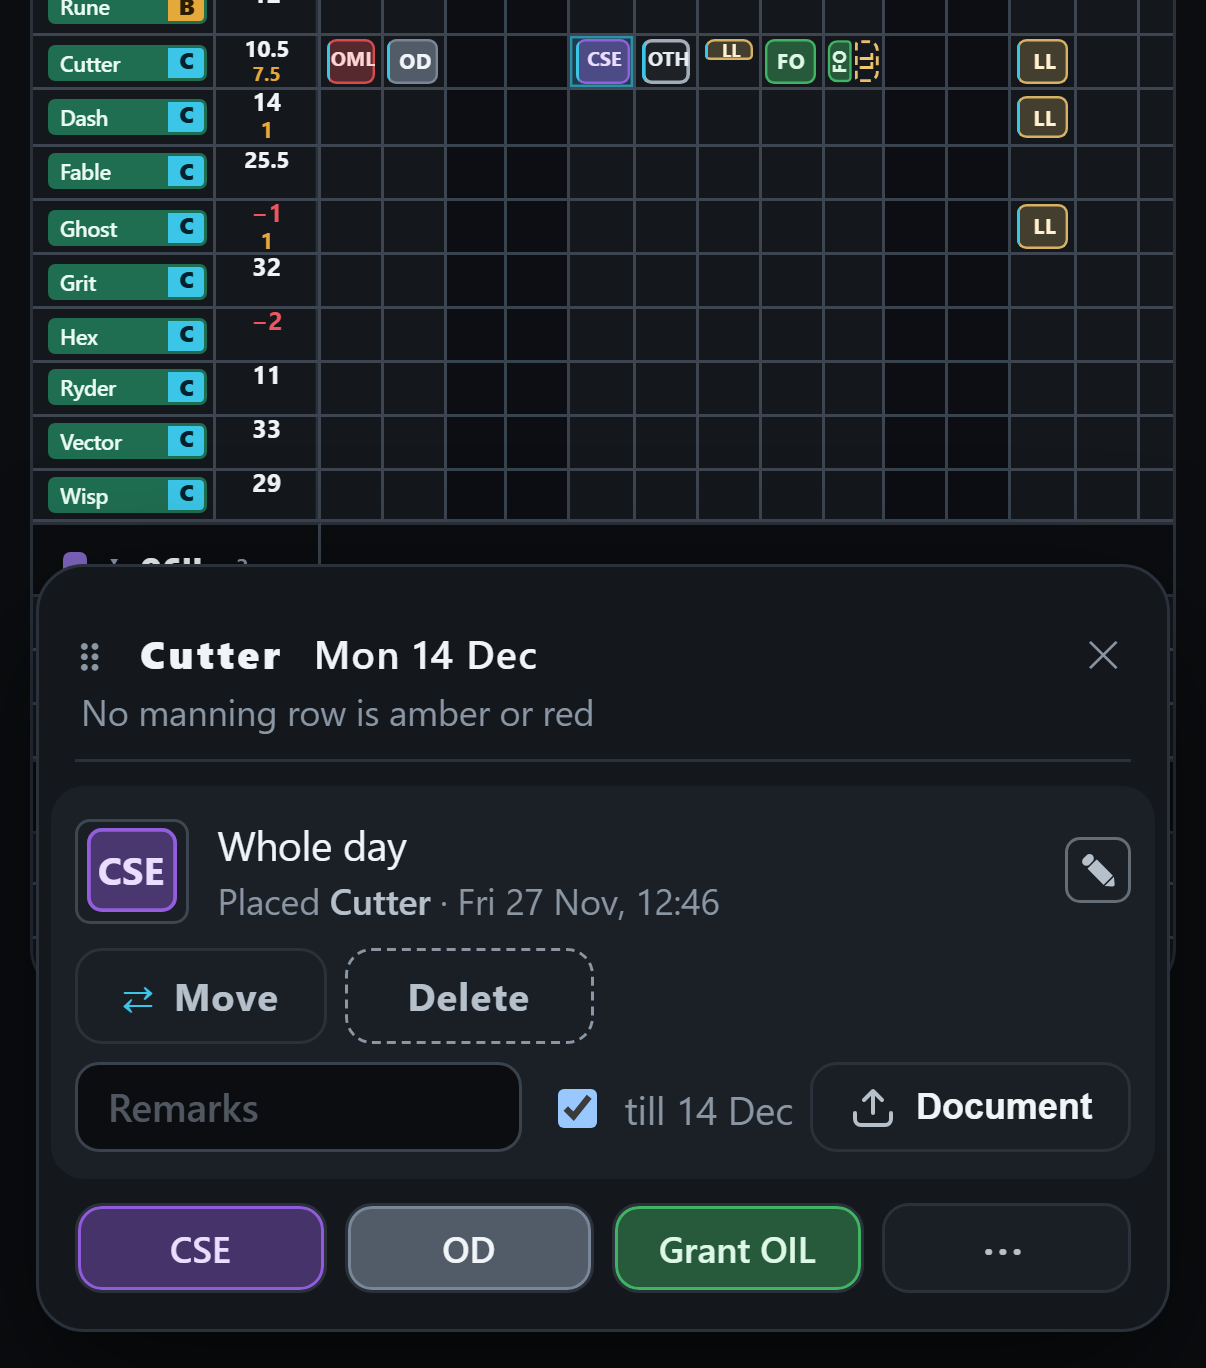 Rune B
Cutter C 10.5 7.5 OML OD CSE OTH LL FO FO LL LL
Dash C 14 1 LL
Fable C 25.5
Ghost C −1 1 LL
Grit C 32
Hex C −2
Ryder C 11
Vector C 33
Wisp C 29
Cutter Mon 14 Dec
No manning row is amber or red
CSE Whole day
Placed Cutter · Fri 27 Nov, 12:46
Move Delete
Remarks till 14 Dec Document
CSE OD Grant OIL ...